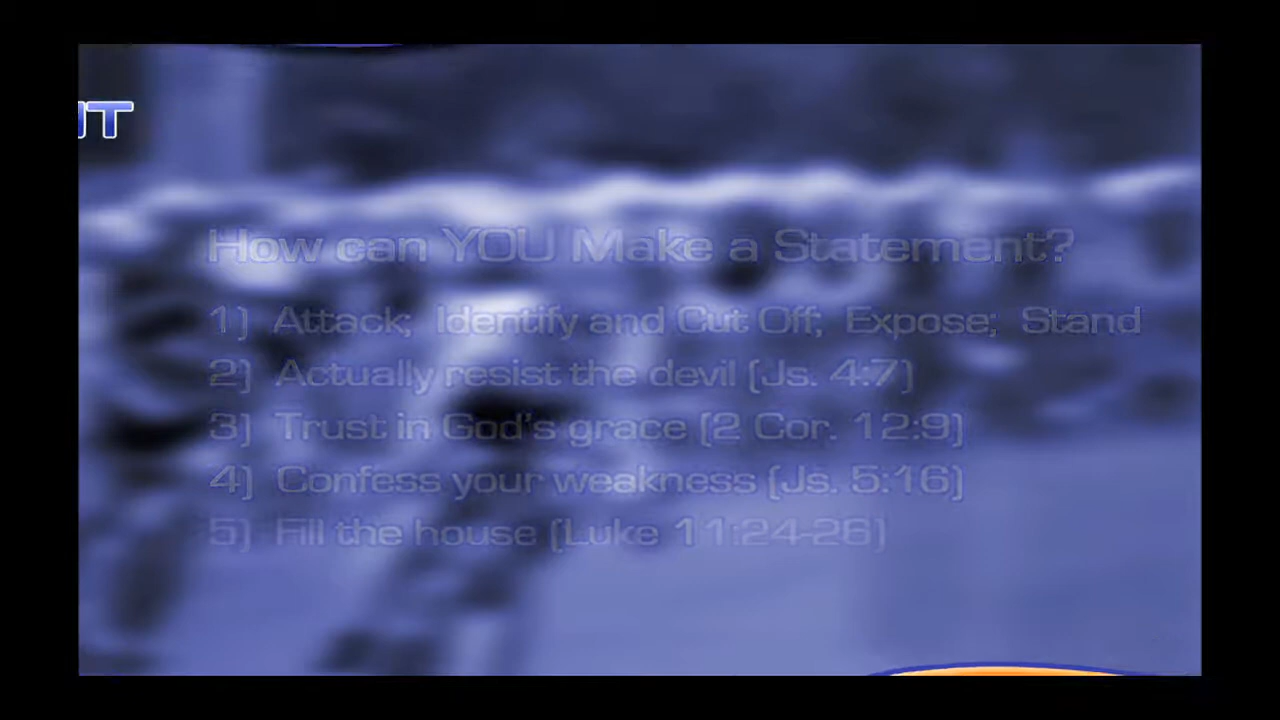 NT
How can YOU Make a Statement?
1) Attack; Identify and Cut Off; Expose; Stand
2) Actually resist the devil (Js. 4:7)
3) Trust in God's grace (2 Cor. 12:9)
4) Confess your weakness (Js. 5:16)
5) Fill the house (Luke 11:24-26)